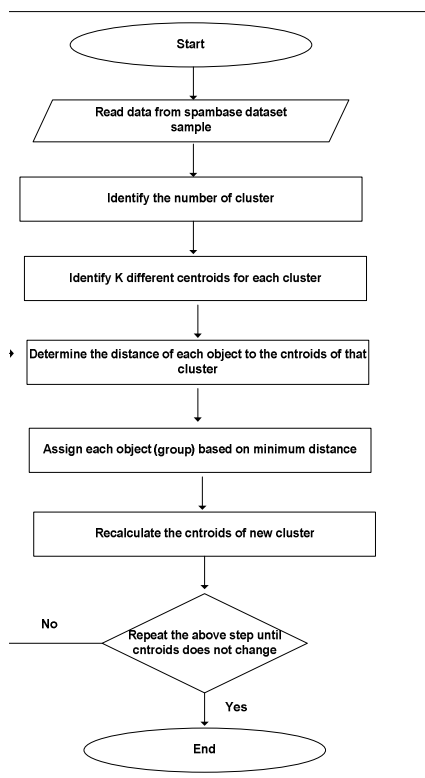 Start
Read data from spambase dataset
sample
Identify the number of cluster
Identify K different centroids for each cluster
Determine the distance of each object to the cntroids of that
cluster
Assign each object (group) based on minimum distance
Recalculate the cntroids of new cluster
No
Repeat the above step until
cntroids does not change
Yes
End